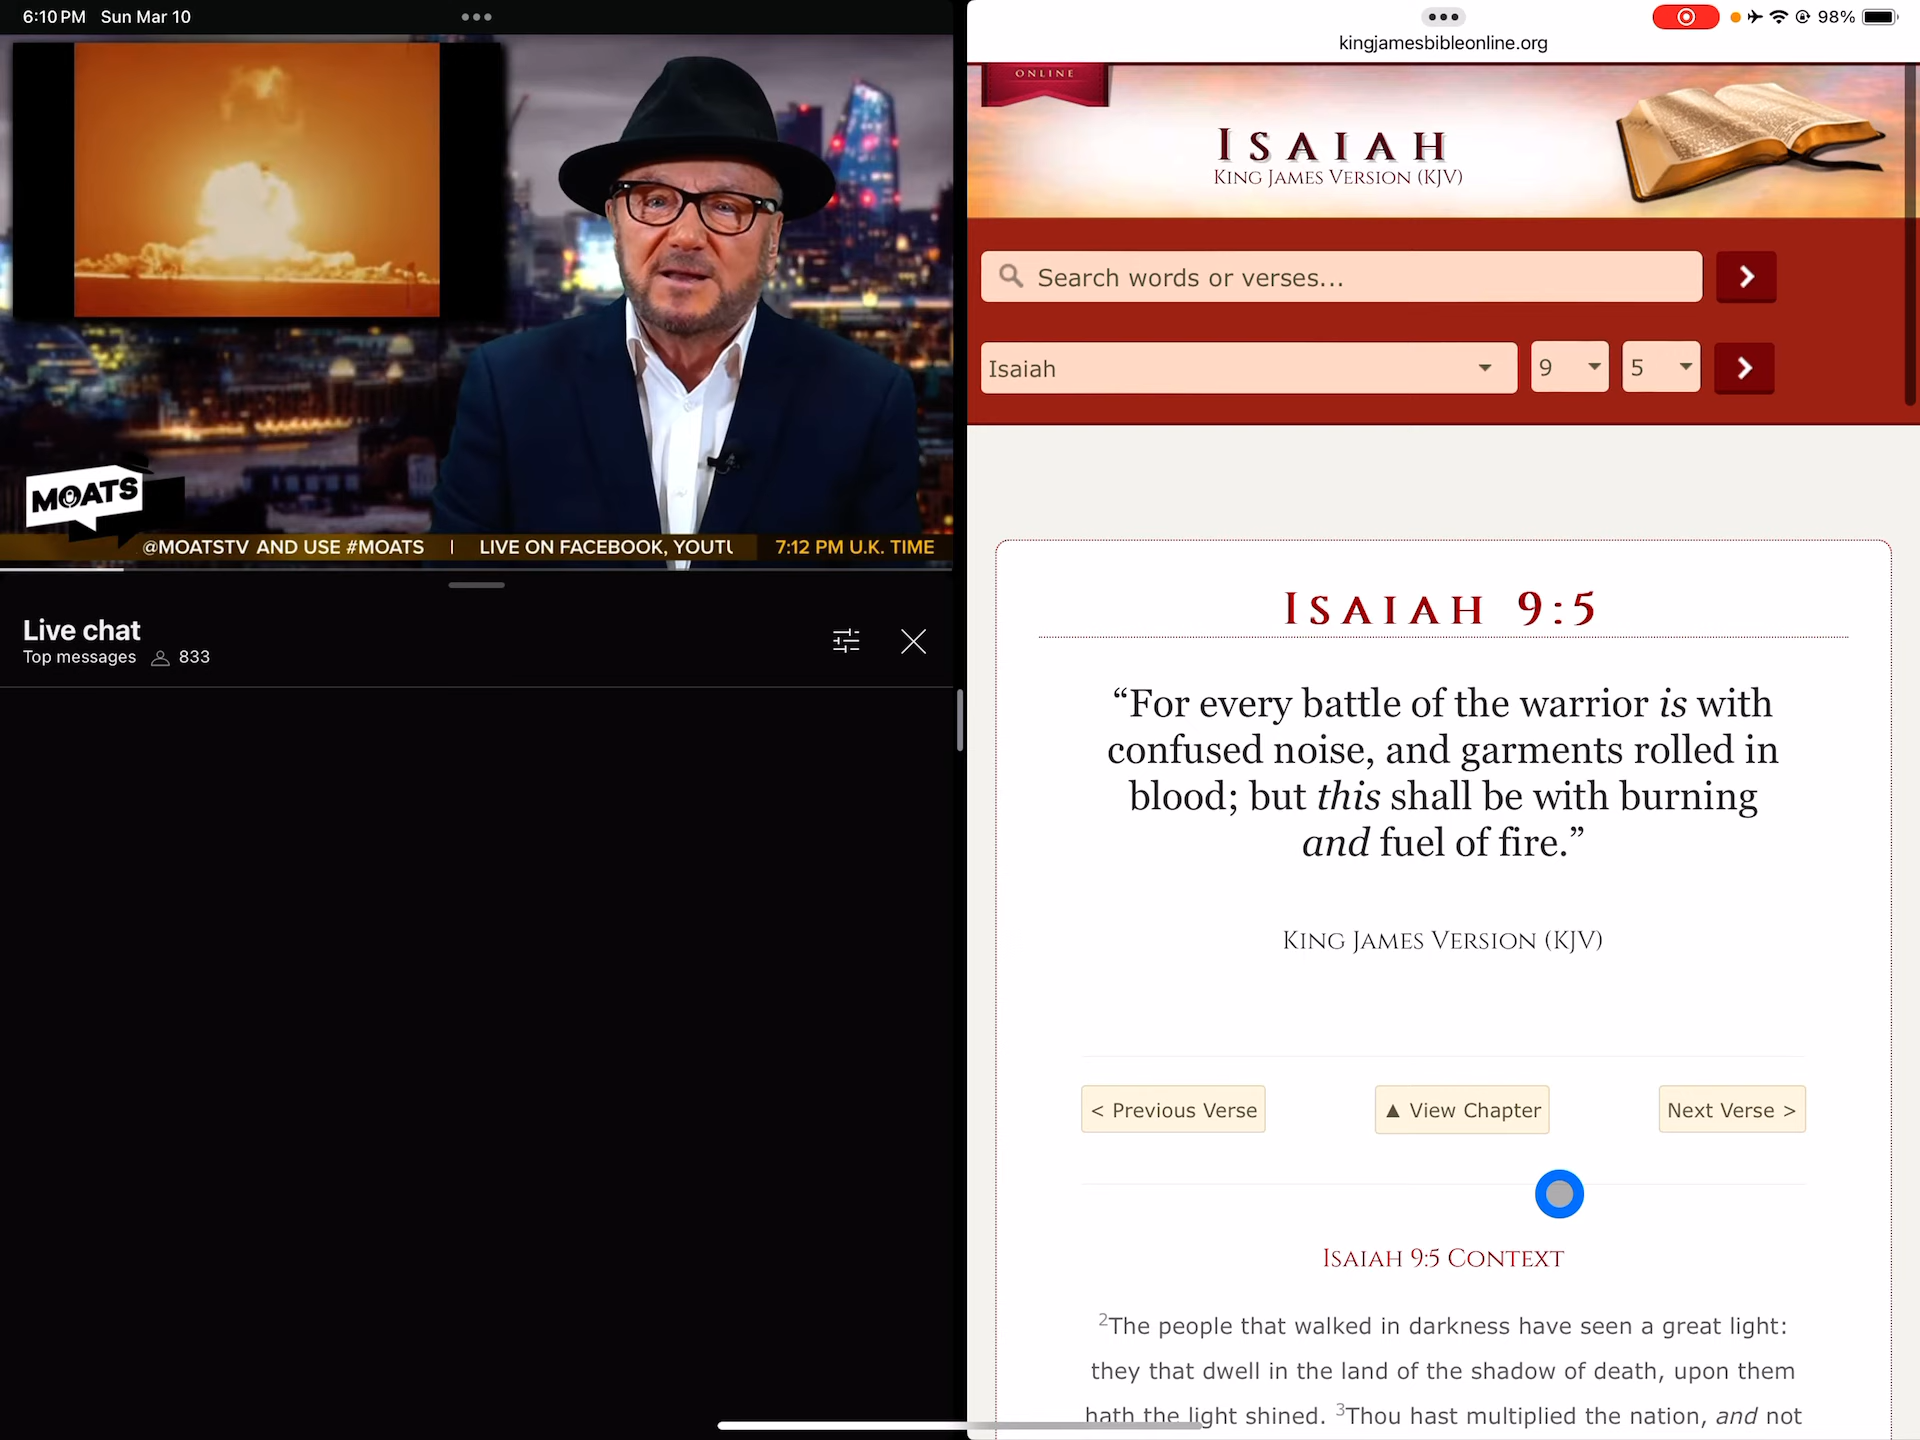 6:10 PM Sun Mar 10
MOATS
@MOATSTV AND USE #MOATS | LIVE ON FACEBOOK, YOUTU 7:12 PM U.K. TIME
Live chat
Top messages 833
98%
kingjamesbibleonline.org
ONLINE
ISAIAH
KING JAMES VERSION (KJV)
Search words or verses...
Isaiah 9 5
ISAIAH 9:5
“For every battle of the warrior is with
confused noise, and garments rolled in
blood; but this shall be with burning
and fuel of fire.”
KING JAMES VERSION (KJV)
< Previous Verse ▲ View Chapter Next Verse >
ISAIAH 9:5 CONTEXT
2The people that walked in darkness have seen a great light:
they that dwell in the land of the shadow of death, upon them
hath the light shined. 3Thou hast multiplied the nation, and not